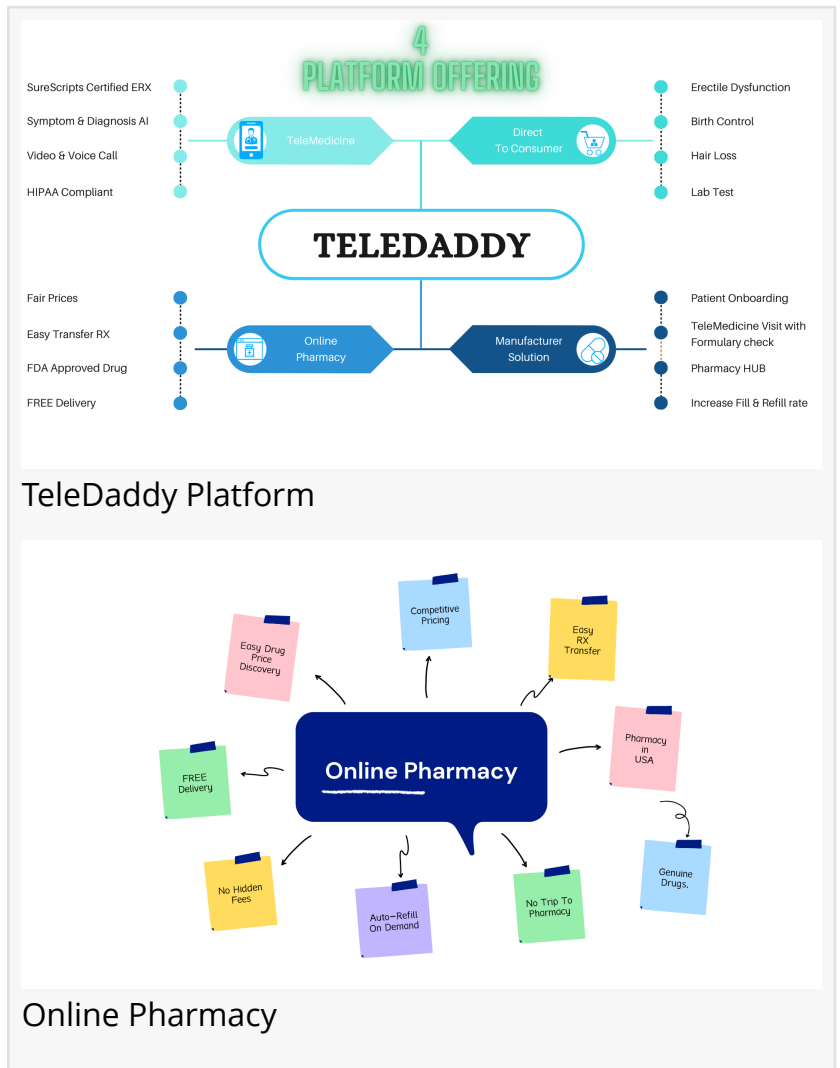 4
PLATFORM OFFERING
SureScripts Certified ERX
Symptom & Diagnosis AI
Video & Voice Call
HIPAA Compliant
TeleMedicine
Direct
To Consumer
Erectile Dysfunction
Birth Control
Hair Loss
Lab Test
TELEDADDY
Fair Prices
Easy Transfer RX
FDA Approved Drug
FREE Delivery
Online
Pharmacy
Manufacturer
Solution
Patient Onboarding
TeleMedicine Visit with
Formulary check
Pharmacy HUB
Increase Fill & Refill rate
TeleDaddy Platform
Easy Drug
Price
Discovery
Competitive
Pricing
Easy
RX
Transfer
Pharmacy
in
USA
FREE
Delivery
Online Pharmacy
No Hidden
Fees
Auto-Refill
On Demand
No Trip To
Pharmacy
Genuine
Drugs.
Online Pharmacy